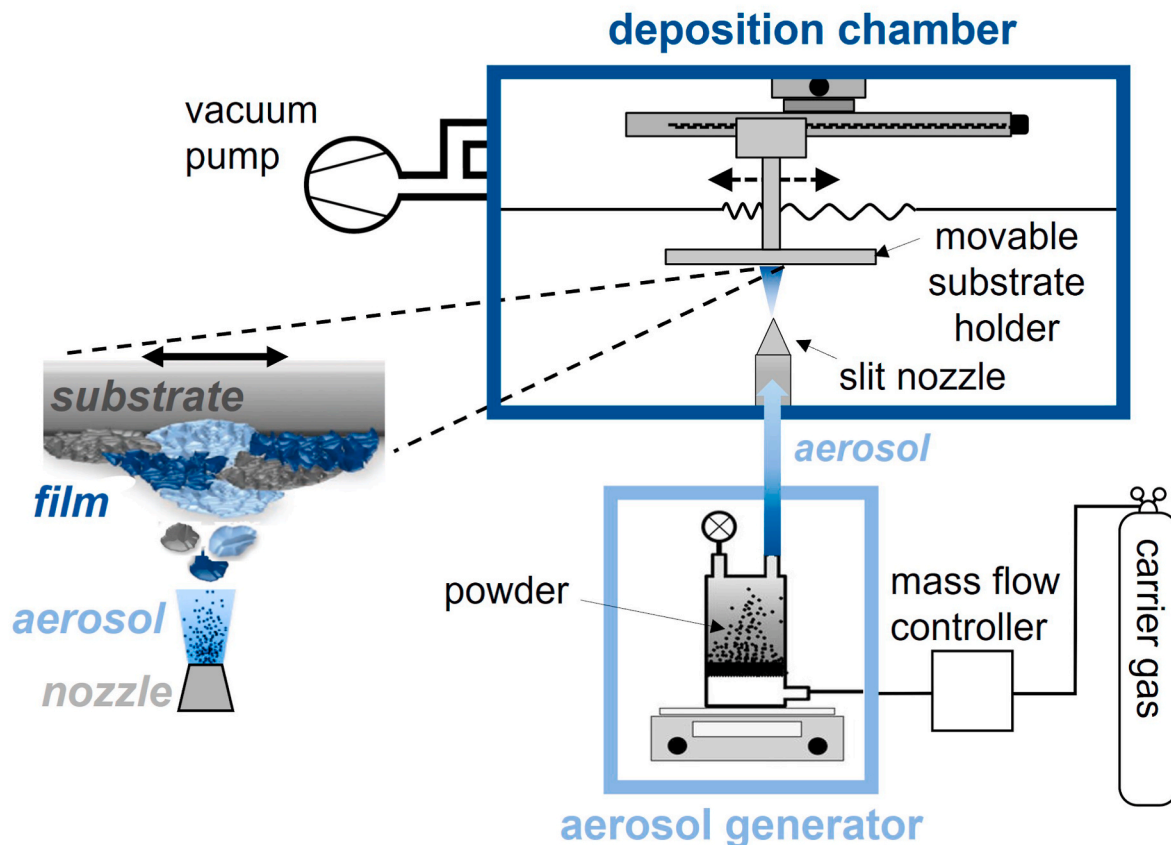 deposition chamber
vacuum
pump
movable
substrate
holder
slit nozzle
substrate
film
aerosol
nozzle
aerosol
powder
mass flow
controller
carrier gas
aerosol generator